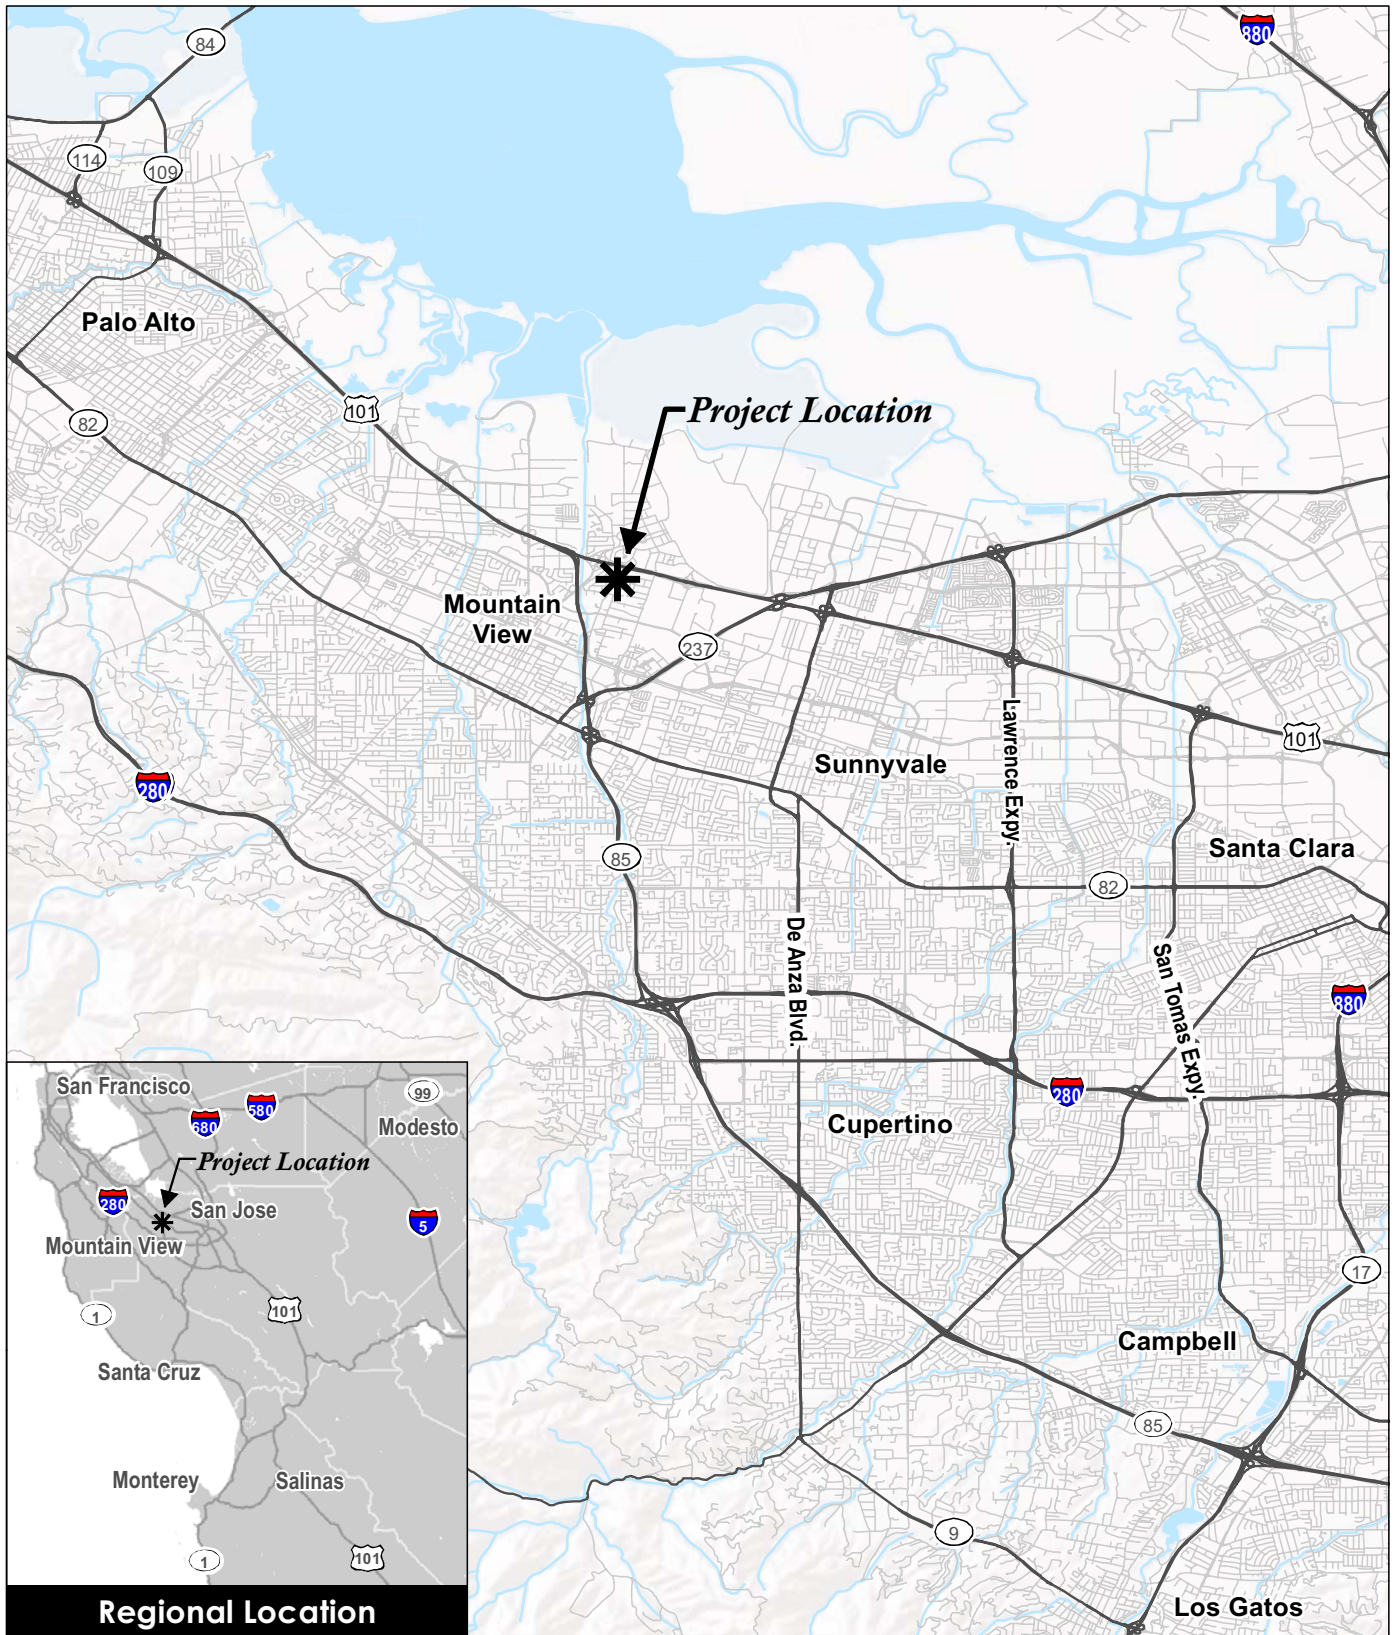 84
880
114
109
Palo Alto
101
82
Project Location
Mountain
View
237
Lawrence Expy.
101
Sunnyvale
280
85
Santa Clara
82
De Anza Blvd.
San Tomas Expy.
880
280
Cupertino
17
Campbell
85
9
Los Gatos
San Francisco
99
580
680
Modesto
Project Location
280
San Jose
5
Mountain View
101
1
Santa Cruz
Monterey
Salinas
1
101
Regional Location